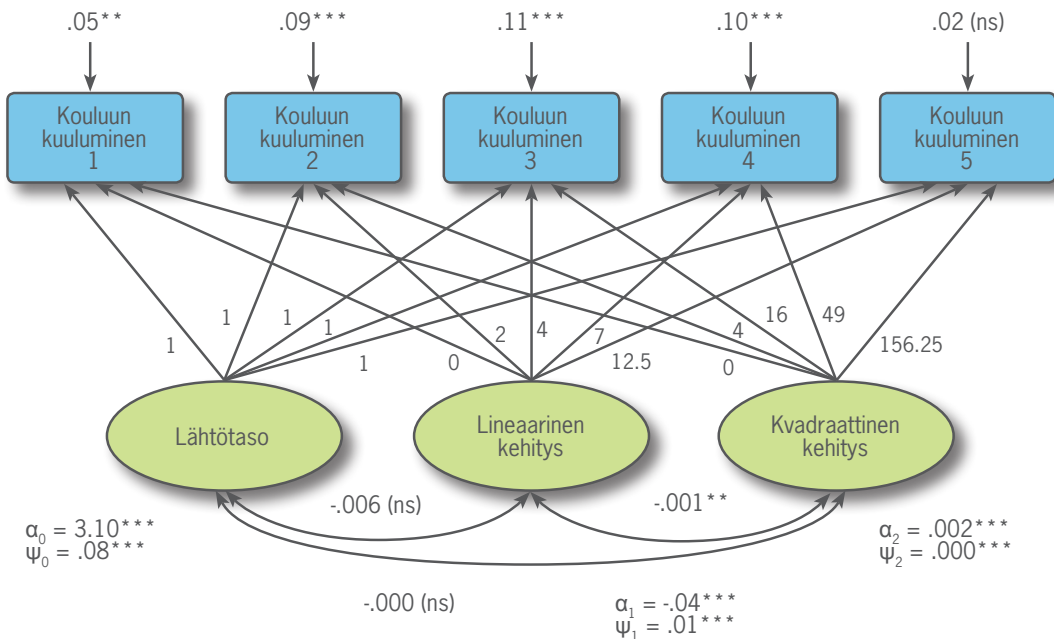 .05**
.09***
.11***
.10***
.02 (ns)
Kouluun
kuuluminen
1
Kouluun
kuuluminen
2
Kouluun
kuuluminen
3
Kouluun
kuuluminen
4
Kouluun
kuuluminen
5
1
1
1
1
1
0
2
4
7
12.5
0
4
16
49
156.25
Lähtötaso
Lineaarinen
kehitys
Kvadraattinen
kehitys
-.006 (ns)
-.001**
α₀ = 3.10***
ψ₀ = .08***
α₂ = .002***
ψ₂ = .000***
-.000 (ns)
α₁ = -.04***
ψ₁ = .01***